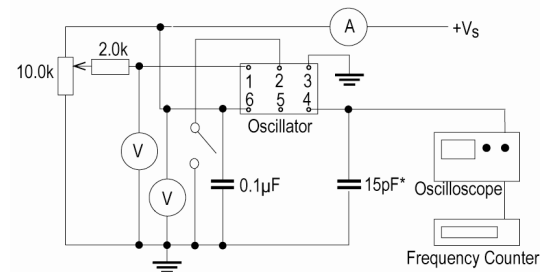 A
+Vs
2.0k
10.0k
1 2 3
6 5 4
Oscillator
V
V
0.1μF
15pF*
Oscilloscope
Frequency Counter